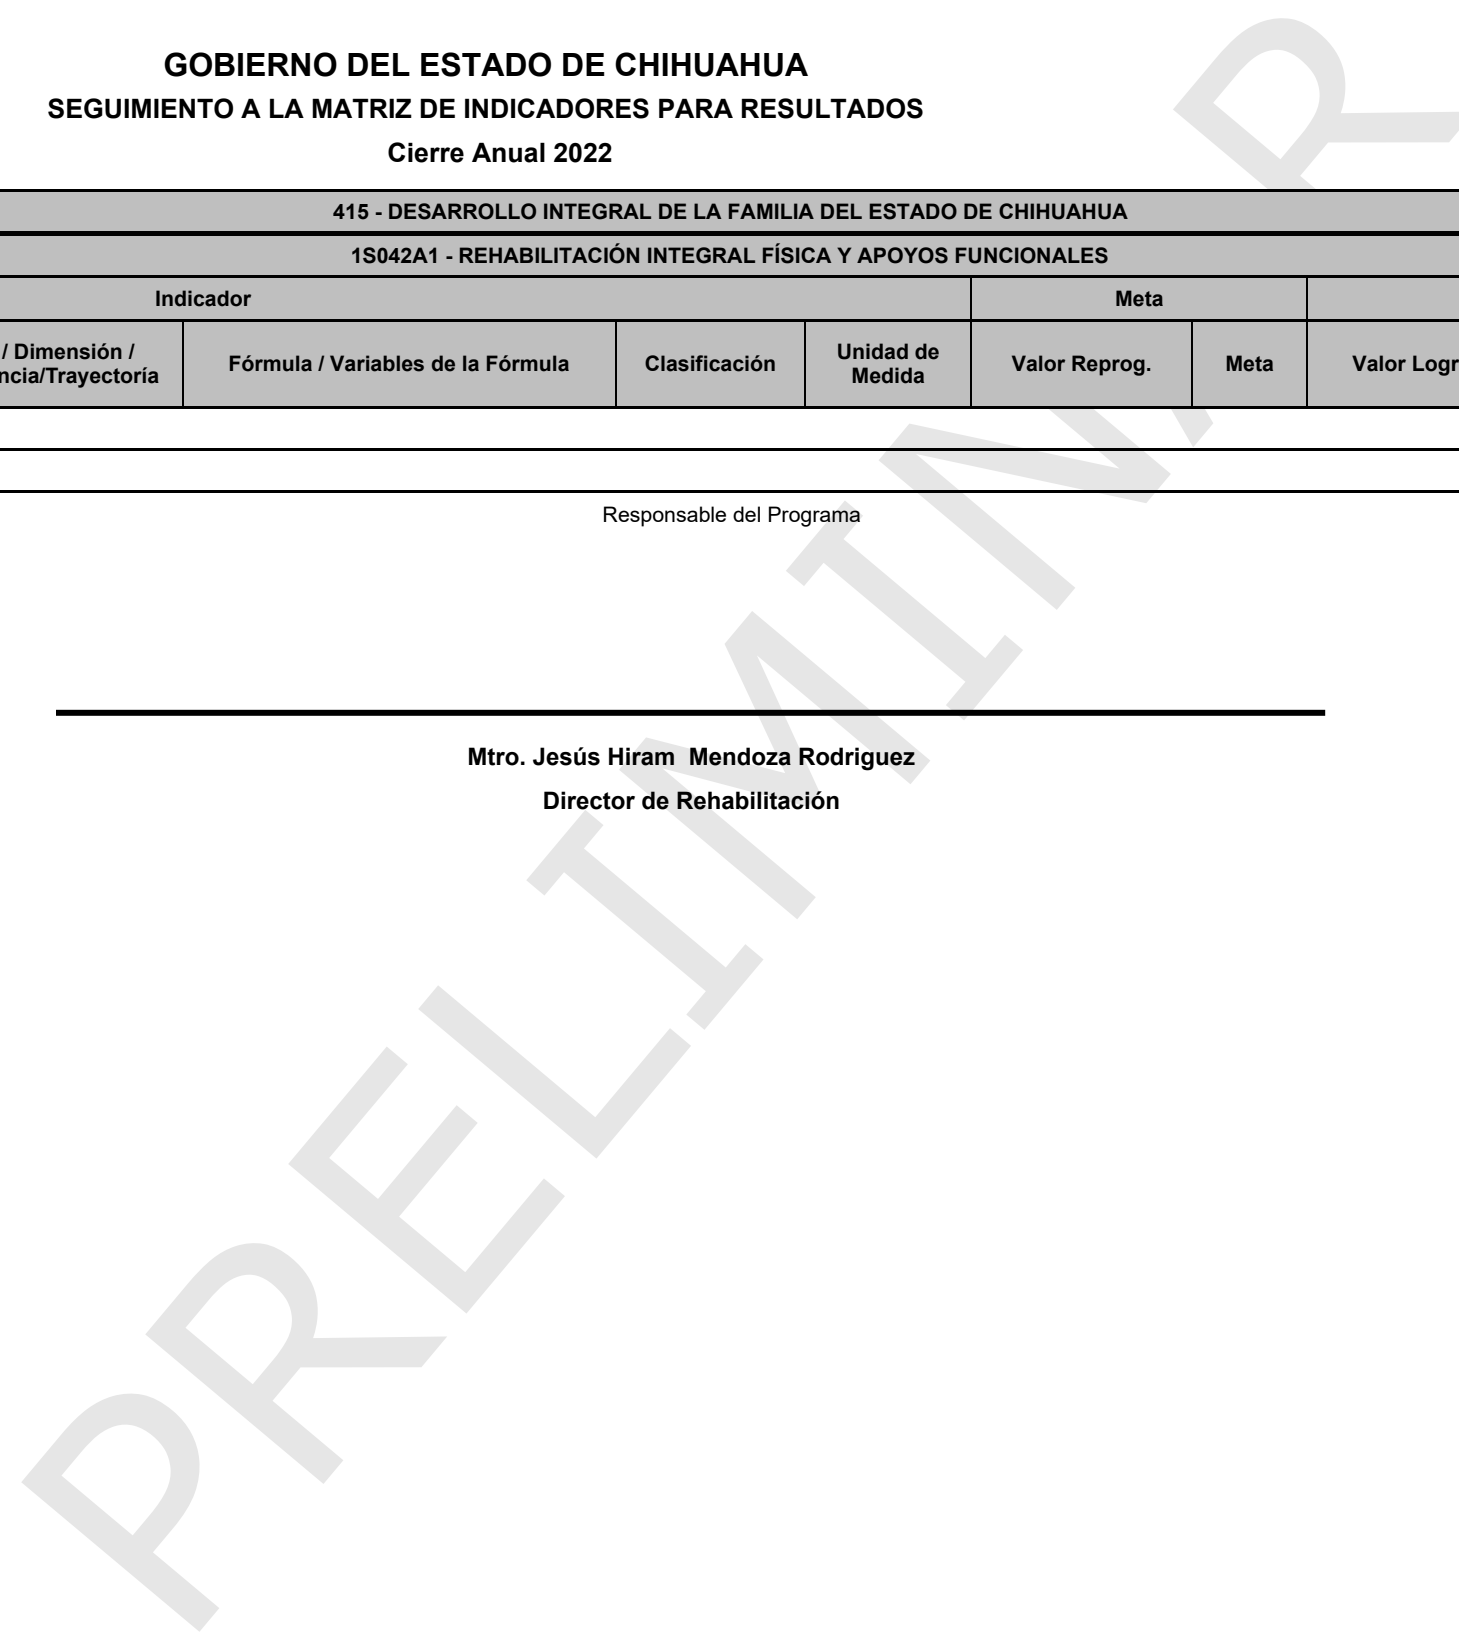 GOBIERNO DEL ESTADO DE CHIHUAHUA
SEGUIMIENTO A LA MATRIZ DE INDICADORES PARA RESULTADOS
Cierre Anual 2022
415 - DESARROLLO INTEGRAL DE LA FAMILIA DEL ESTADO DE CHIHUAHUA
1S042A1 - REHABILITACIÓN INTEGRAL FÍSICA Y APOYOS FUNCIONALES
Indicador Meta
/ Dimensión /
ncia/Trayectoría
Fórmula / Variables de la Fórmula
Clasificación
Unidad de
Medida
Valor Reprog.
Meta
Valor Logr
Responsable del Programa
Mtro. Jesús Hiram  Mendoza Rodriguez
Director de Rehabilitación
PRELIMINAR